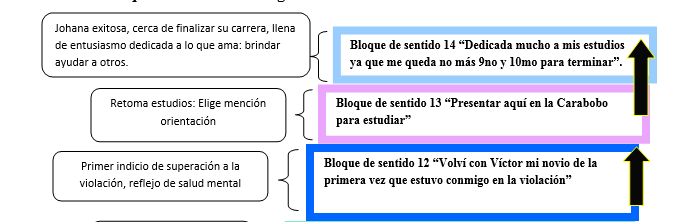 Johana exitosa, cerca de finalizar su carrera, llena
de entusiasmo dedicada a lo que ama: brindar
ayudar a otros.
Bloque de sentido 14 “Dedicada mucho a mis estudios
ya que me queda no más 9no y 10mo para terminar”.
Retoma estudios: Elige mención
orientación
Bloque de sentido 13 “Presentar aquí en la Carabobo
para estudiar”
Primer indicio de superación a la
violación, reflejo de salud mental
Bloque de sentido 12 “Volví con Víctor mi novio de la
primera vez que estuvo conmigo en la violación”